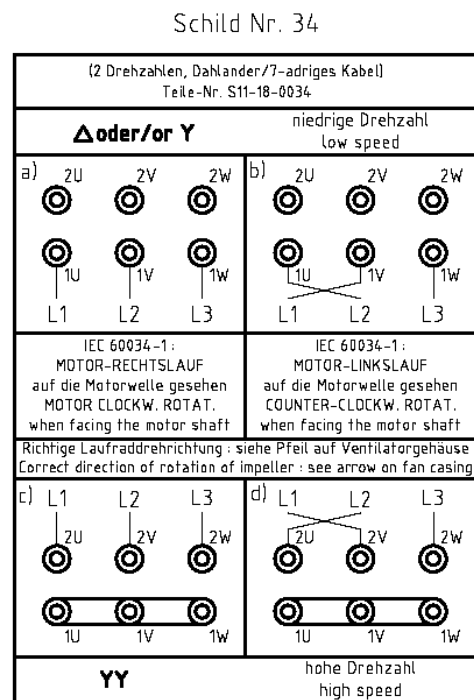 Schild Nr. 34
(2 Drehzahlen, Dahlander/7-adriges Kabel)
Teile-Nr. S11-18-0034
Δ oder/or Y
niedrige Drehzahl
low speed
a) 2U 2V 2W
1U 1V 1W
L1 L2 L3
b) 2U 2V 2W
1U 1V 1W
L1 L2 L3
IEC 60034-1:
MOTOR-RECHTSLAUF
auf die Motorwelle gesehen
MOTOR CLOCKW. ROTAT.
when facing the motor shaft
IEC 60034-1:
MOTOR-LINKSLAUF
auf die Motorwelle gesehen
COUNTER-CLOCKW. ROTAT.
when facing the motor shaft
Richtige Laufraddrehrichtung : siehe Pfeil auf Ventilatorgehäuse
Correct direction of rotation of impeller : see arrow on fan casing
c) L1 L2 L3
2U 2V 2W
1U 1V 1W
d) L1 L2 L3
2U 2V 2W
1U 1V 1W
YY
hohe Drehzahl
high speed